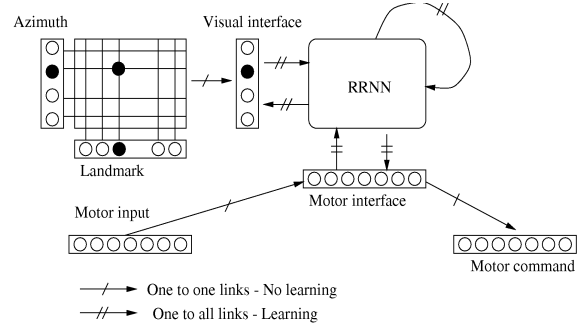 Azimuth
Visual interface
RRNN
Landmark
Motor interface
Motor input
Motor command
One to one links - No learning
One to all links - Learning